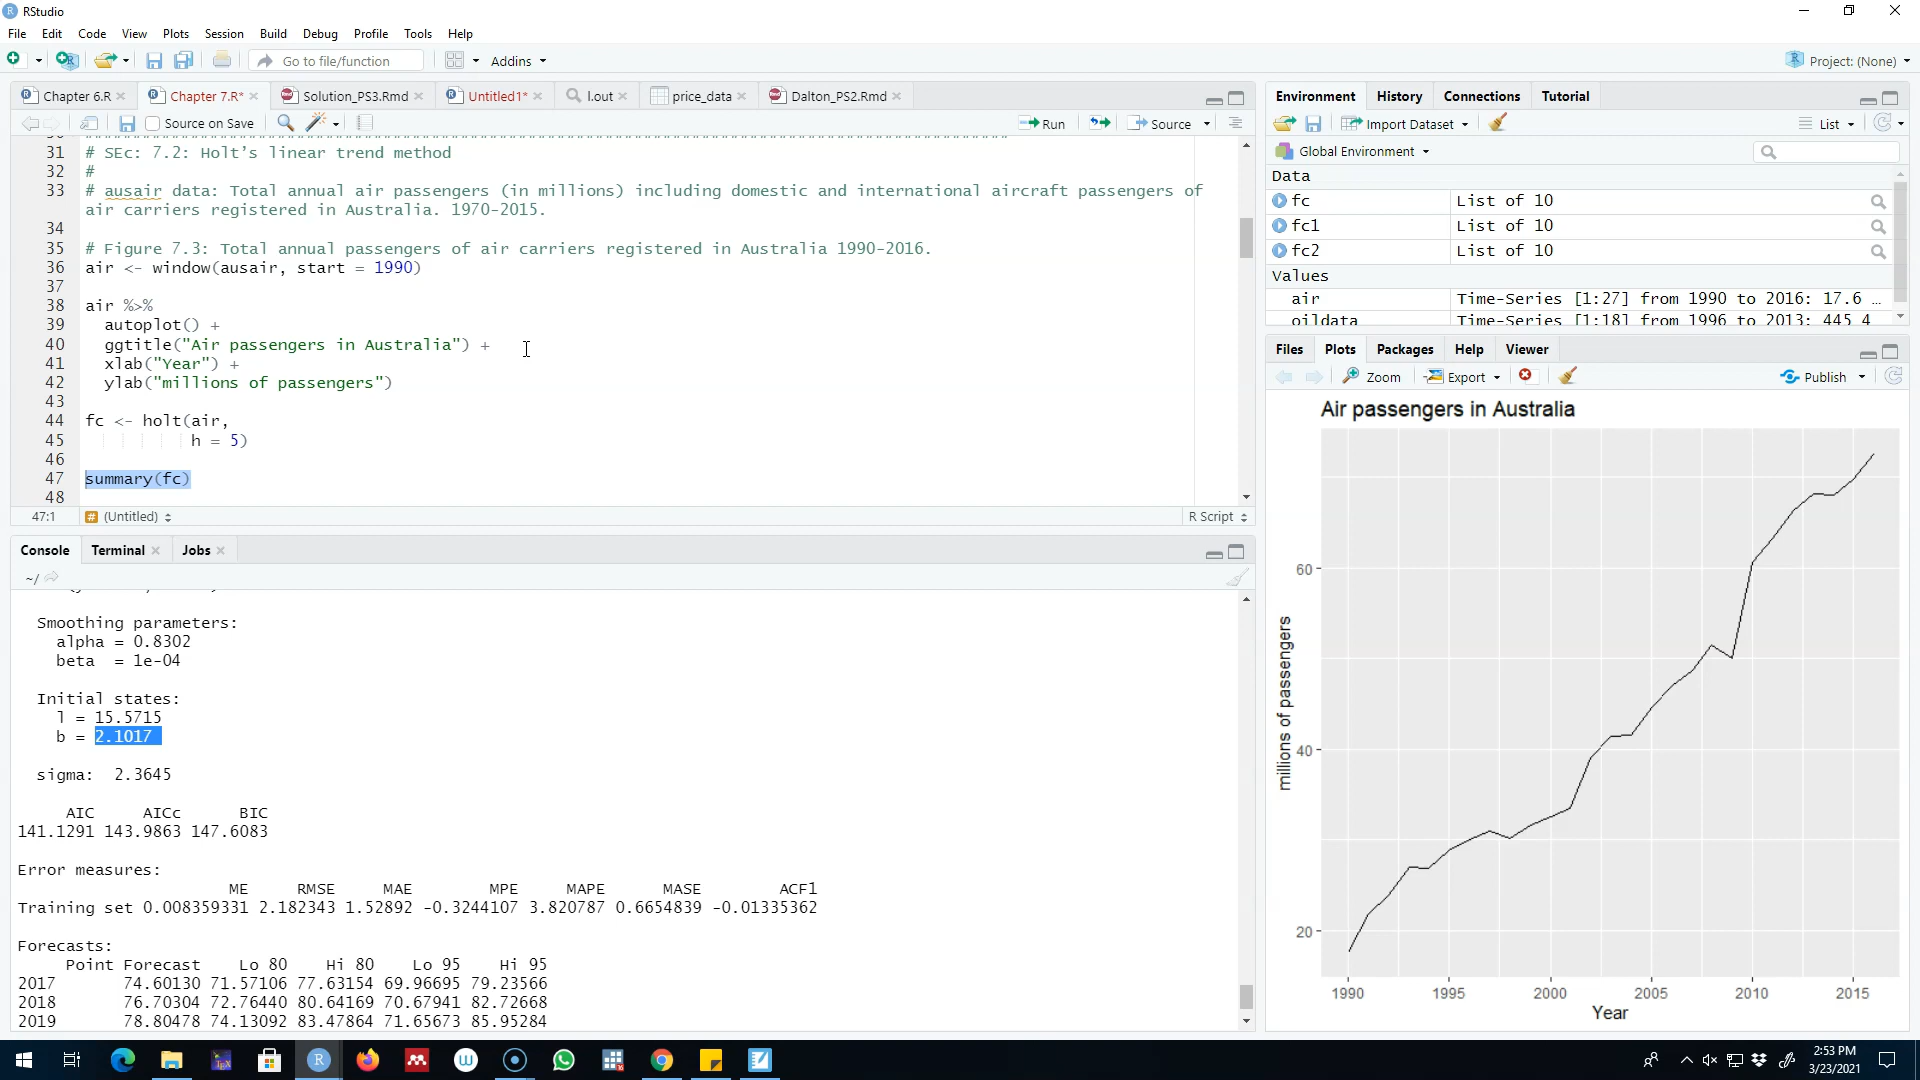 RStudio
File Edit Code View Plots Session Build Debug Profile Tools Help
Go to file/function
Addins
Project: (None)
Chapter 6.R
Chapter 7.R*
Solution_PS3.Rmd
Untitled1*
l.out
price_data
Dalton_PS2.Rmd
Source on Save
Run
Source
31 # SEc: 7.2: Holt's linear trend method
32 #
33 # ausair data: Total annual air passengers (in millions) including domestic and international aircraft passengers of
air carriers registered in Australia. 1970-2015.
34
35 # Figure 7.3: Total annual passengers of air carriers registered in Australia 1990-2016.
36 air <- window(ausair, start = 1990)
37
38 air %>%
39 autoplot() +
40 ggtitle("Air passengers in Australia") +
41 xlab("Year") +
42 ylab("millions of passengers")
43
44 fc <- holt(air,
45 h = 5)
46
47 summary(fc)
48
47:1
# (Untitled)
R Script
Console Terminal Jobs
~/
Smoothing parameters:
alpha = 0.8302
beta = 1e-04
Initial states:
l = 15.5715
b = 2.1017
sigma: 2.3645
AIC AICc BIC
141.1291 143.9863 147.6083
Error measures:
ME RMSE MAE MPE MAPE MASE ACF1
Training set 0.008359331 2.182343 1.52892 -0.3244107 3.820787 0.6654839 -0.01335362
Forecasts:
Point Forecast Lo 80 Hi 80 Lo 95 Hi 95
2017 74.60130 71.57106 77.63154 69.96695 79.23566
2018 76.70304 72.76440 80.64169 70.67941 82.72668
2019 78.80478 74.13092 83.47864 71.65673 85.95284
Environment History Connections Tutorial
Import Dataset
List
Global Environment
Data
fc List of 10
fc1 List of 10
fc2 List of 10
Values
air Time-Series [1:27] from 1990 to 2016: 17.6 …
oildata Time-Series [1:18] from 1996 to 2013: 445 4
Files Plots Packages Help Viewer
Zoom
Export
Publish
Air passengers in Australia
millions of passengers
60
40
20
1990 1995 2000 2005 2010 2015
Year
2:53 PM
3/23/2021